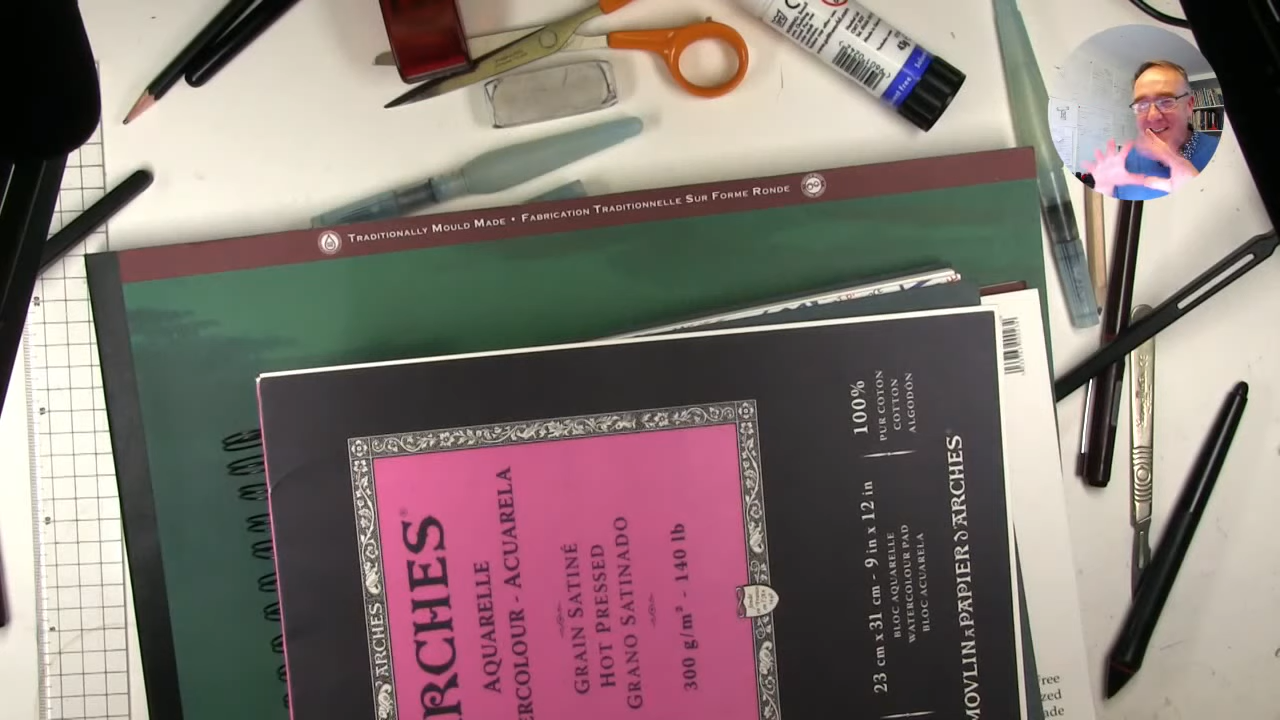 TRADITIONALLY MOULD MADE • FABRICATION TRADITIONNELLE SUR FORME RONDE
ARCHES
ARCHES®
AQUARELLE
WATERCOLOUR - ACUARELA
GRAIN SATINÉ
HOT PRESSED
GRANO SATINADO
300 g/m² - 140 lb
100%
PUR COTON
COTTON
ALGODÓN
23 cm x 31 cm - 9 in x 12 in
BLOC AQUARELLE
WATERCOLOUR PAD
BLOC ACUARELA
MOVLIN A PAPIER D'ARCHES®